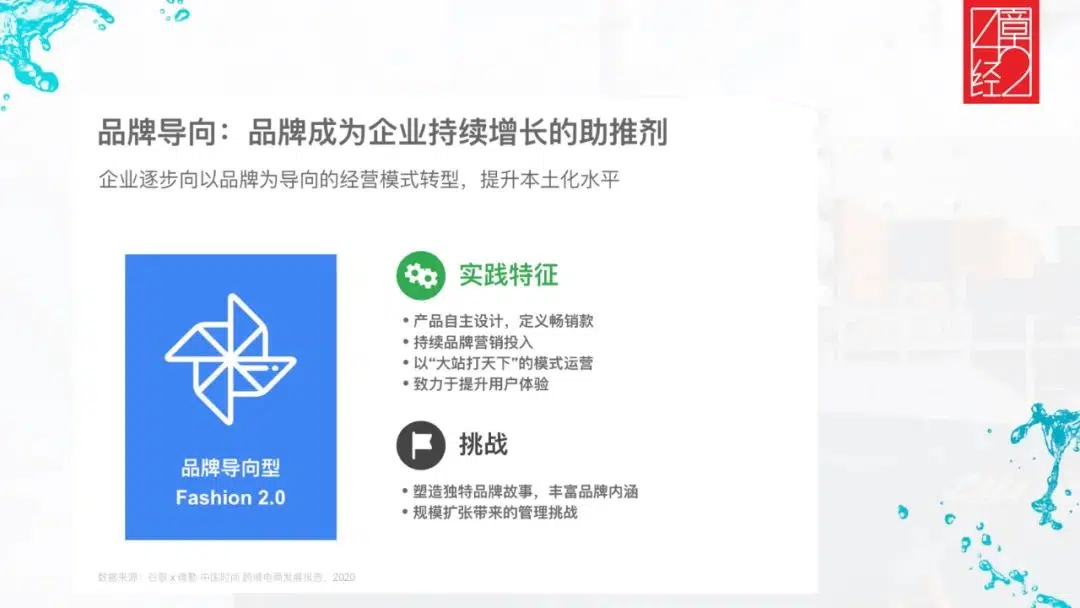 42章经
品牌导向：品牌成为企业持续增长的助推剂
企业逐步向以品牌为导向的经营模式转型，提升本土化水平
品牌导向型
Fashion 2.0
实践特征
• 产品自主设计，定义畅销款
• 持续品牌营销投入
• 以“大站打天下”的模式运营
• 致力于提升用户体验
挑战
• 塑造独特品牌故事，丰富品牌内涵
• 规模扩张带来的管理挑战
数据来源：谷歌 x 德勤 中国时尚 跨境电商发展报告，2020